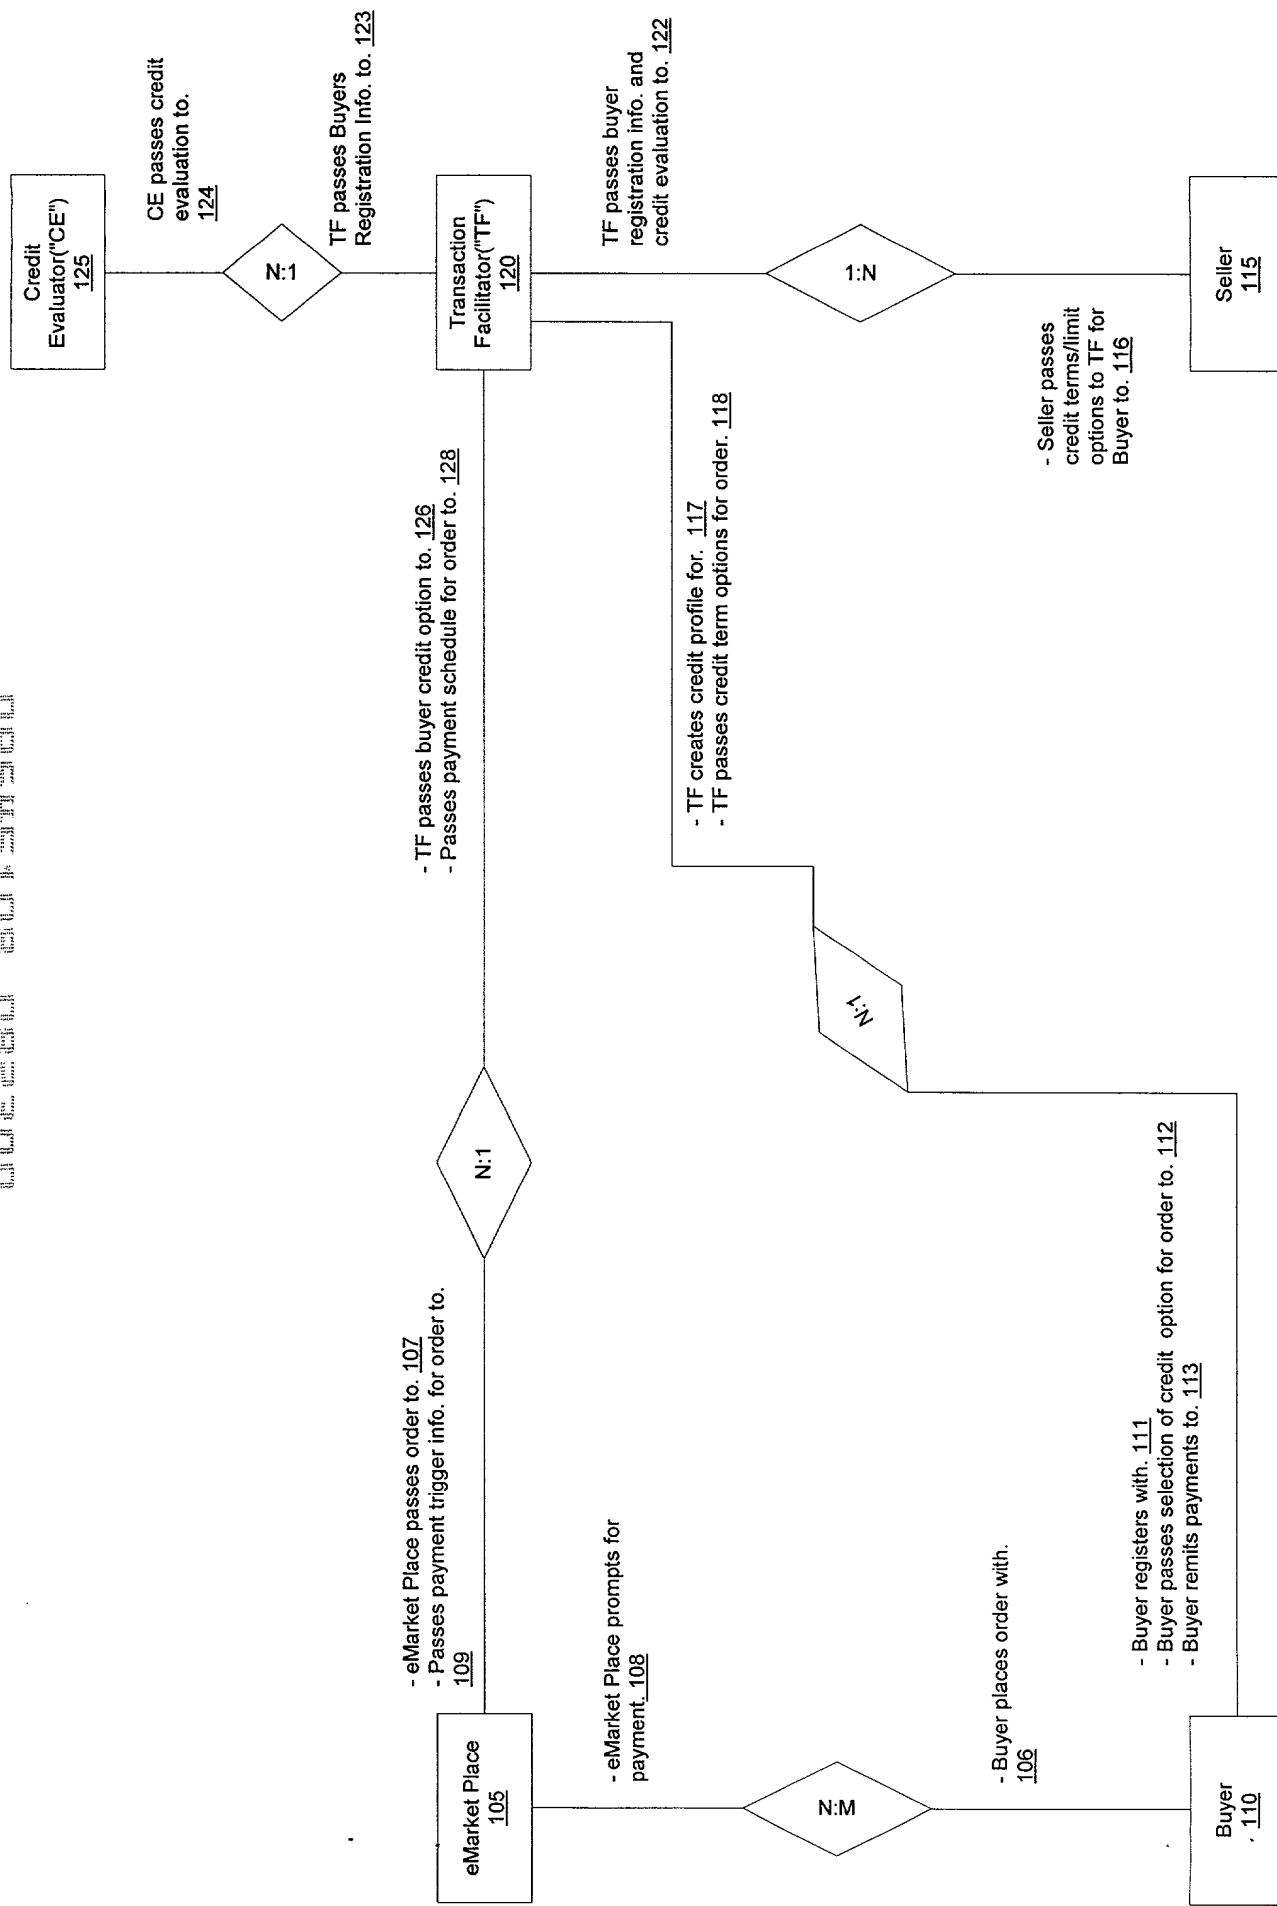 Credit
Evaluator("CE")
125
CE passes credit
evaluation to.
124
N:1
TF passes Buyers
Registration Info. to. 123
eMarket Place
105
- eMarket Place passes order to. 107
- Passes payment trigger info. for order to.
109
N:1
- TF passes buyer credit option to. 126
- Passes payment schedule for order to. 128
Transaction
Facilitator("TF")
120
- eMarket Place prompts for
payment. 108
TF passes buyer
registration info. and
credit evaluation to. 122
- TF creates credit profile for. 117
- TF passes credit term options for order. 118
N:M
N:1
1:N
- Buyer places order with.
106
- Seller passes
credit terms/limit
options to TF for
Buyer to. 116
- Buyer registers with. 111
- Buyer passes selection of credit option for order to. 112
- Buyer remits payments to. 113
Buyer
110
Seller
115